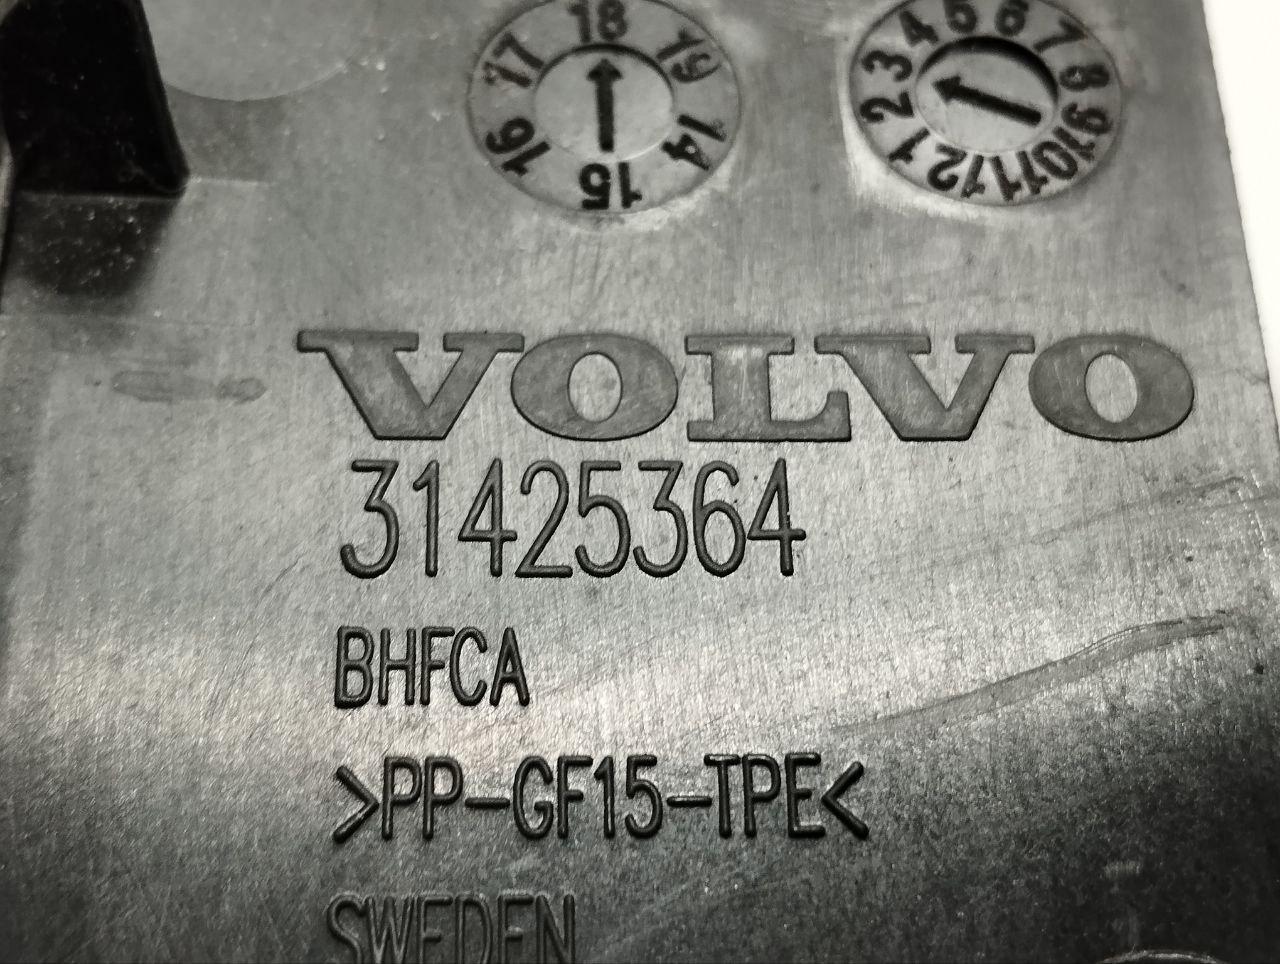 14 15 16 17 18 19
1 2 3 4 5 6 7 8 9 10 11 12
VOLVO
31425364
BHFCA
>PP-GF15-TPE<
SWEDEN